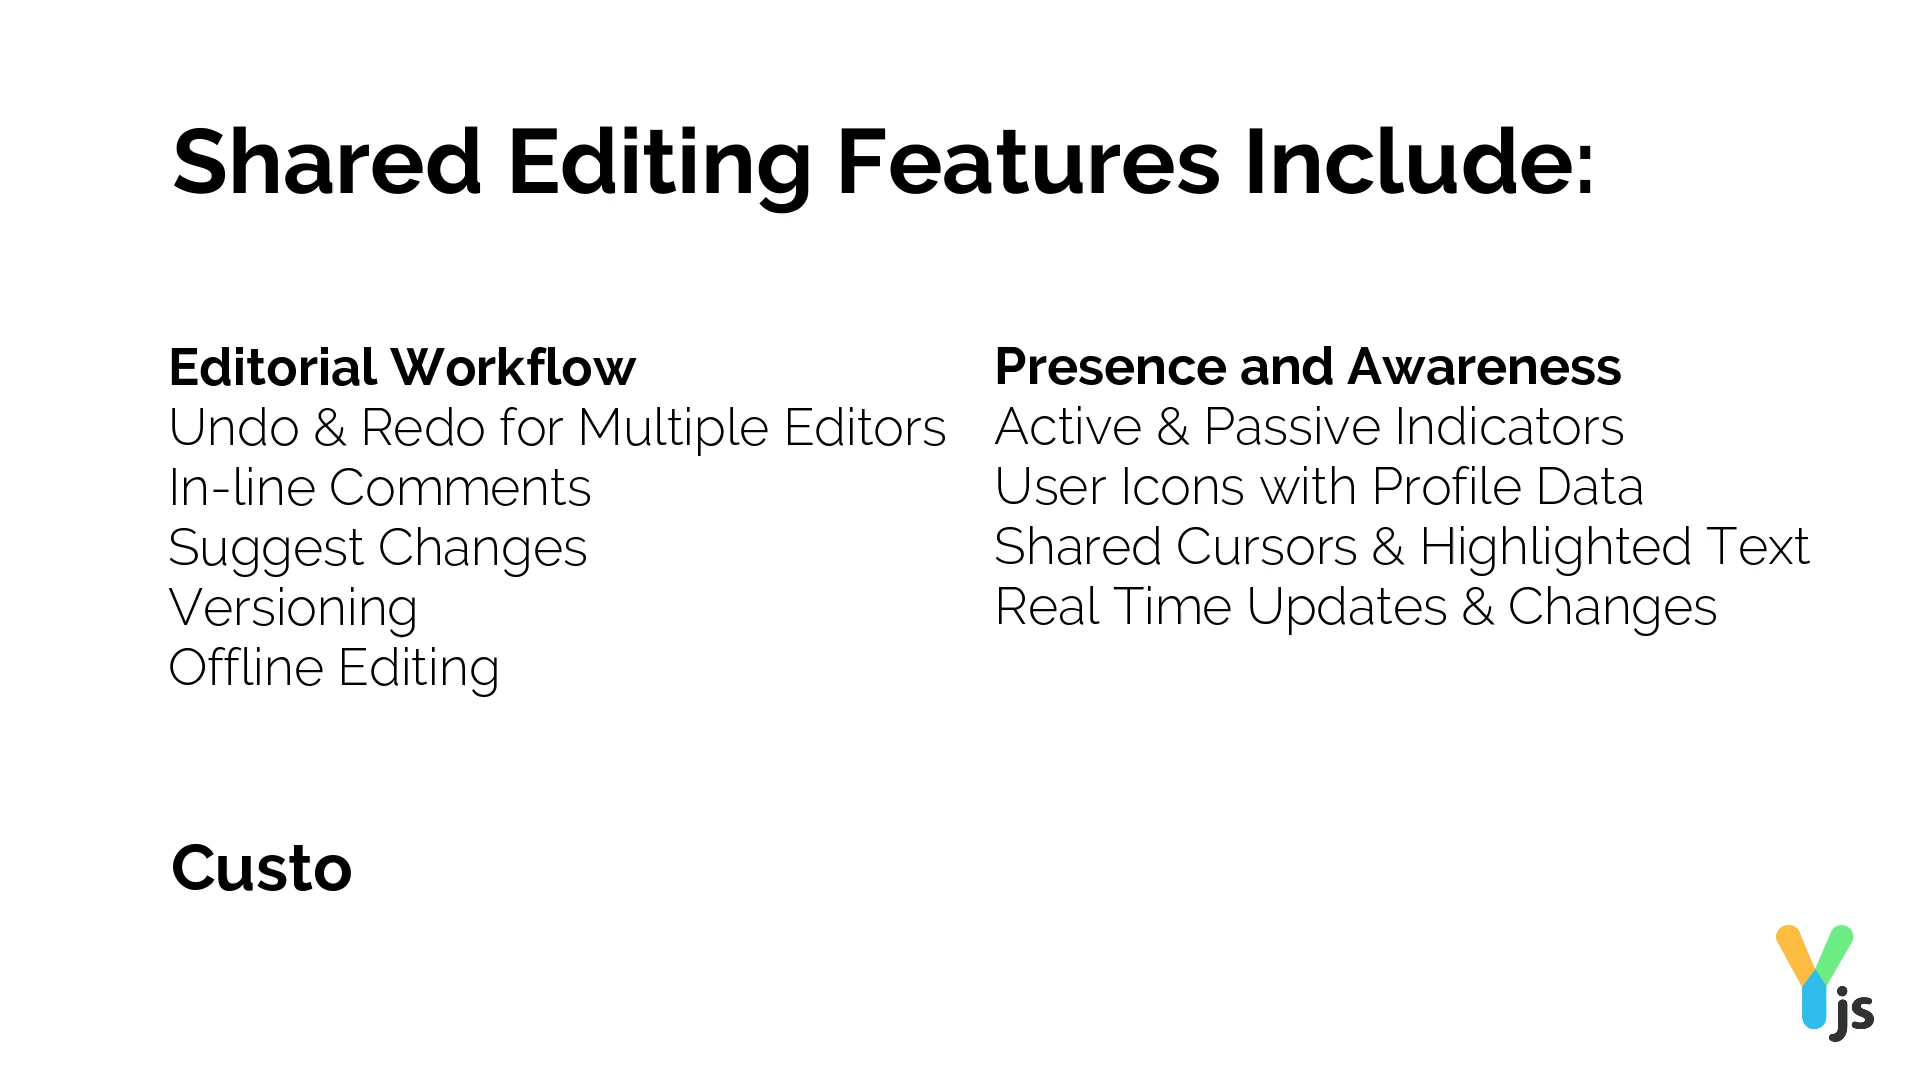 Shared Editing Features Include:
Editorial Workflow
Undo & Redo for Multiple Editors
In-line Comments
Suggest Changes
Versioning
Offline Editing
Presence and Awareness
Active & Passive Indicators
User Icons with Profile Data
Shared Cursors & Highlighted Text
Real Time Updates & Changes
Custo
Yjs